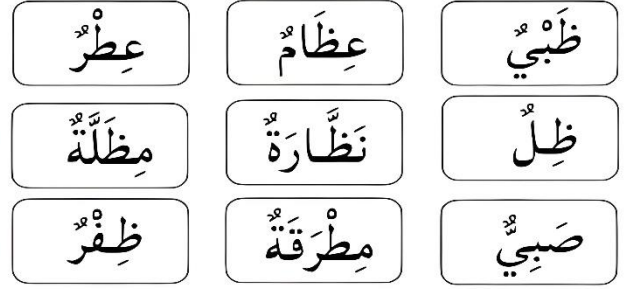 ظَبْيٌ عِظَامٌ عِطْرٌ
ظِلٌ نَظَّارَةٌ مِظَلَّةٌ
صَبِيٌّ مِطْرَقَةٌ ظِفْرٌ